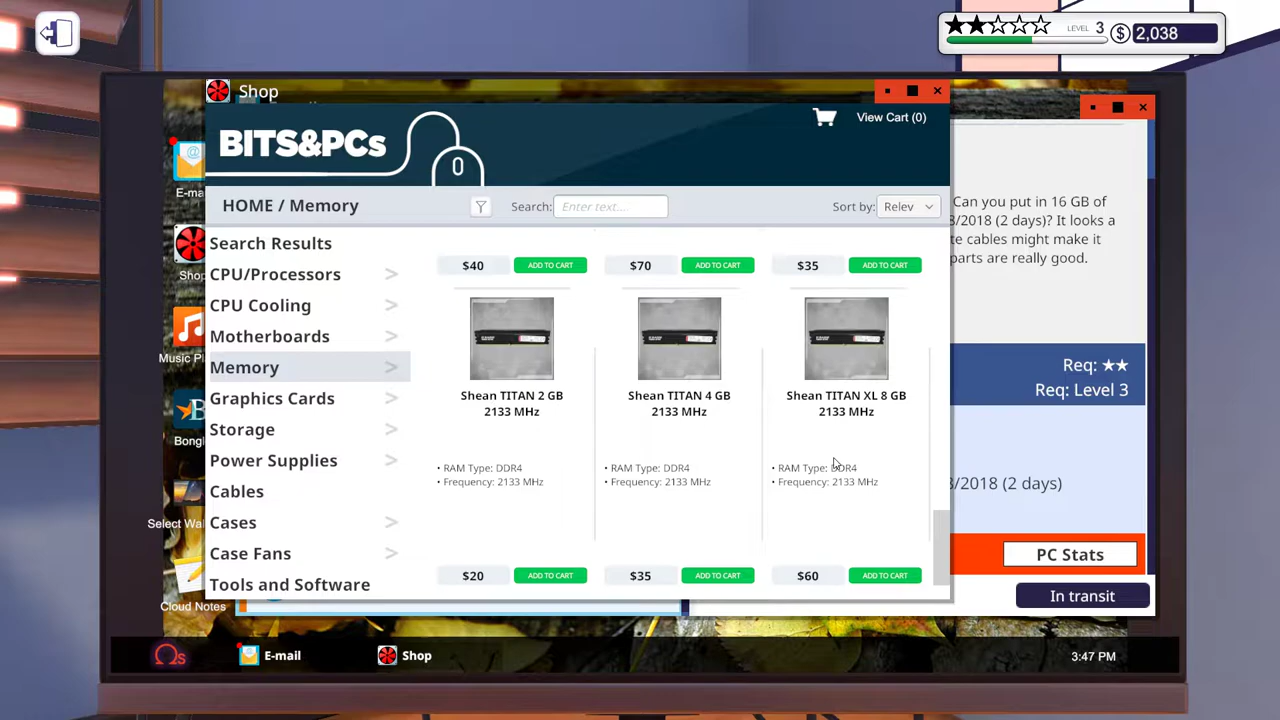 LEVEL 3 $ 2,038
Shop
BITS&PCs
View Cart (0)
HOME / Memory
Search: Enter text....
Sort by: Relev
Search Results
CPU/Processors >
CPU Cooling >
Motherboards >
Memory >
Graphics Cards >
Storage >
Power Supplies >
Cables
Cases >
Case Fans >
Tools and Software
$40 ADD TO CART
$70 ADD TO CART
$35 ADD TO CART
Shean TITAN 2 GB
2133 MHz
• RAM Type: DDR4
• Frequency: 2133 MHz
$20 ADD TO CART
Shean TITAN 4 GB
2133 MHz
• RAM Type: DDR4
• Frequency: 2133 MHz
$35 ADD TO CART
Shean TITAN XL 8 GB
2133 MHz
• RAM Type: DDR4
• Frequency: 2133 MHz
$60 ADD TO CART
Can you put in 16 GB of
8/2018 (2 days)? It looks a
te cables might make it
parts are really good.
Req: ★★
Req: Level 3
8/2018 (2 days)
PC Stats
In transit
E-ma
Shop
Music Pl
Bongl
Select Wal
Cloud Notes
Ωs
E-mail
Shop
3:47 PM